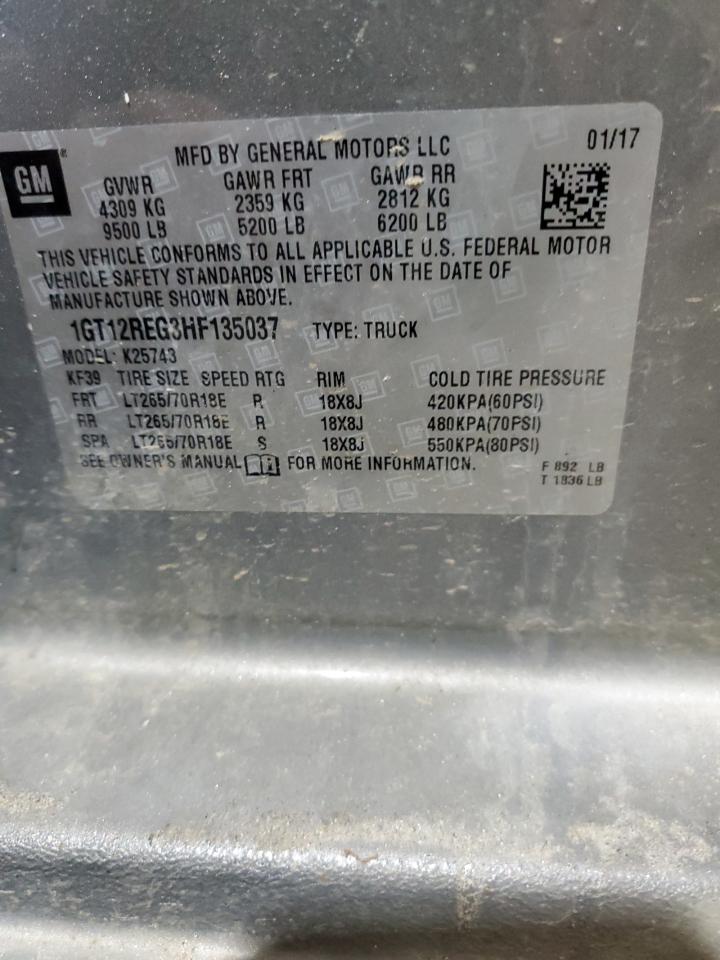 GM
MFD BY GENERAL MOTORS LLC 01/17
GVWR GAWR FRT GAWR RR
4309 KG 2359 KG 2812 KG
9500 LB 5200 LB 6200 LB
THIS VEHICLE CONFORMS TO ALL APPLICABLE U.S. FEDERAL MOTOR
VEHICLE SAFETY STANDARDS IN EFFECT ON THE DATE OF
MANUFACTURE SHOWN ABOVE.
1GT12REG3HF135037 TYPE: TRUCK
MODEL: K25743
KF39 TIRE SIZE SPEED RTG RIM COLD TIRE PRESSURE
FRT LT265/70R18E R 18X8J 420KPA(60PSI)
RR LT265/70R18E R 18X8J 480KPA(70PSI)
SPA LT265/70R18E S 18X8J 550KPA(80PSI)
SEE OWNER'S MANUAL FOR MORE INFORMATION.
F 892 LB
T 1836 LB